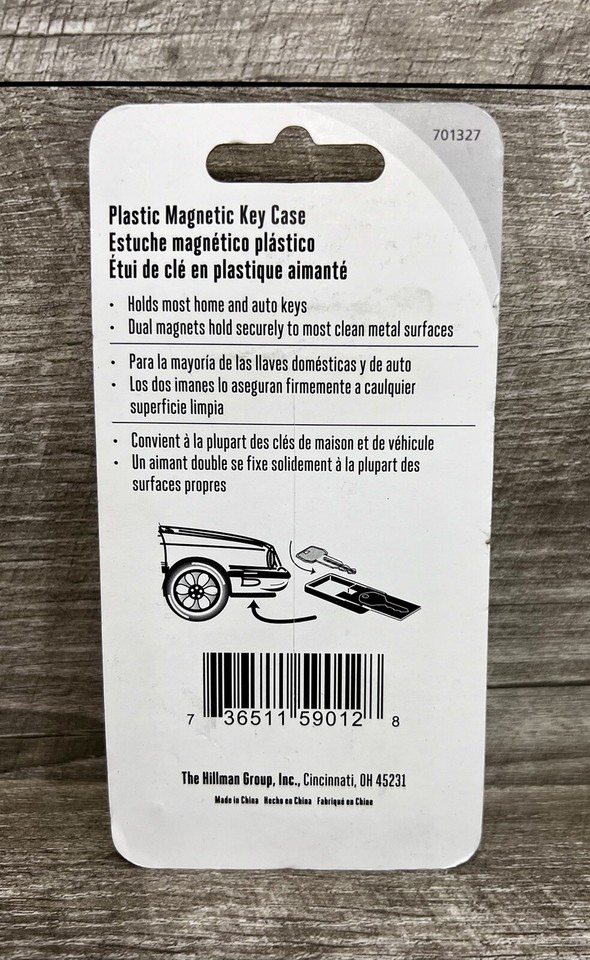 701327
Plastic Magnetic Key Case
Estuche magnético plástico
Étui de clé en plastique aimanté
• Holds most home and auto keys
• Dual magnets hold securely to most clean metal surfaces
• Para la mayoría de las llaves domésticas y de auto
• Los dos imanes lo aseguran firmemente a caulquier
superficie limpia
• Convient à la plupart des clés de maison et de véhicule
• Un aimant double se fixe solidement à la plupart des
surfaces propres
7 36511 59012 8
The Hillman Group, Inc., Cincinnati, OH 45231
Made in China Hecho en China Fabriqué en Chine